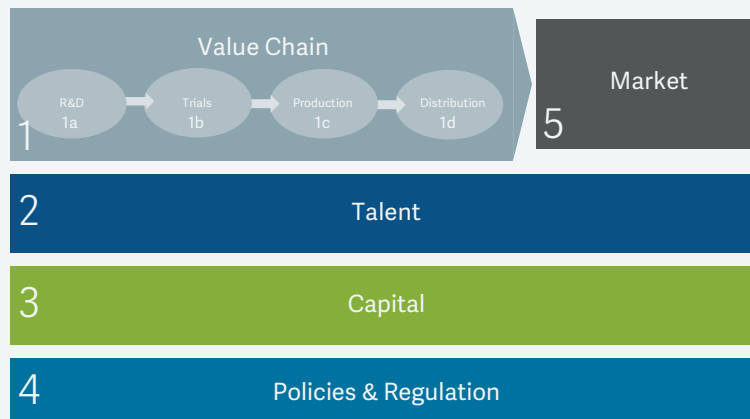 Value Chain
R&D
1a
Trials
1b
Production
1c
Distribution
1d
1
Market
5
2
Talent
3
Capital
4
Policies & Regulation